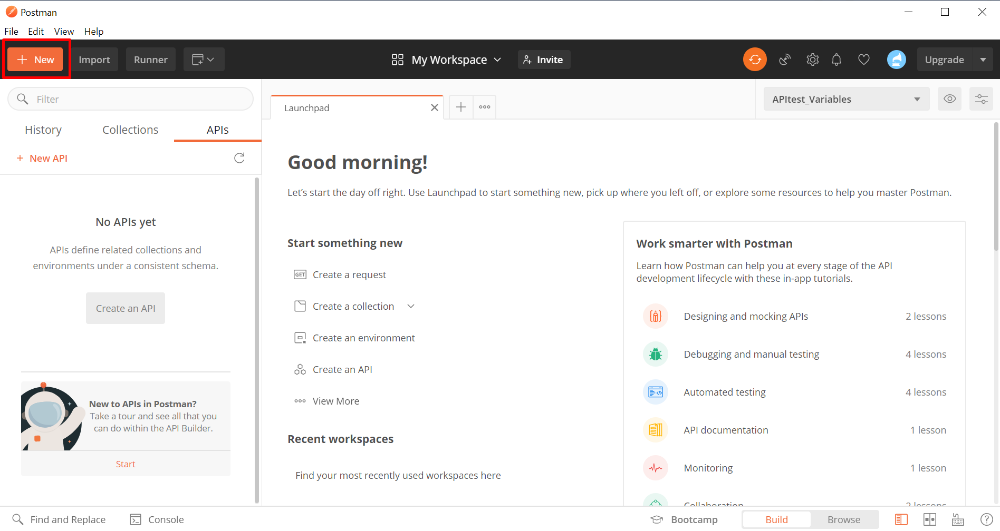 Postman
File Edit View Help
New
Import
Runner
My Workspace
Invite
Upgrade
Filter
Launchpad
APItest_Variables
History
Collections
APIs
+ New API
Good morning!
Let's start the day off right. Use Launchpad to start something new, pick up where you left off, or explore some resources to help you master Postman.
No APIs yet
APIs define related collections and
environments under a consistent schema.
Create an API
New to APIs in Postman?
Take a tour and see all that you
can do within the API Builder.
Start
Start something new
GET Create a request
Create a collection
Create an environment
Create an API
View More
Recent workspaces
Find your most recently used workspaces here
Work smarter with Postman
Learn how Postman can help you at every stage of the API
development lifecycle with these in-app tutorials.
Designing and mocking APIs 2 lessons
Debugging and manual testing 4 lessons
Automated testing 4 lessons
API documentation 1 lesson
Monitoring 1 lesson
Collaboration 2 lessons
Find and Replace
Console
Bootcamp
Build
Browse